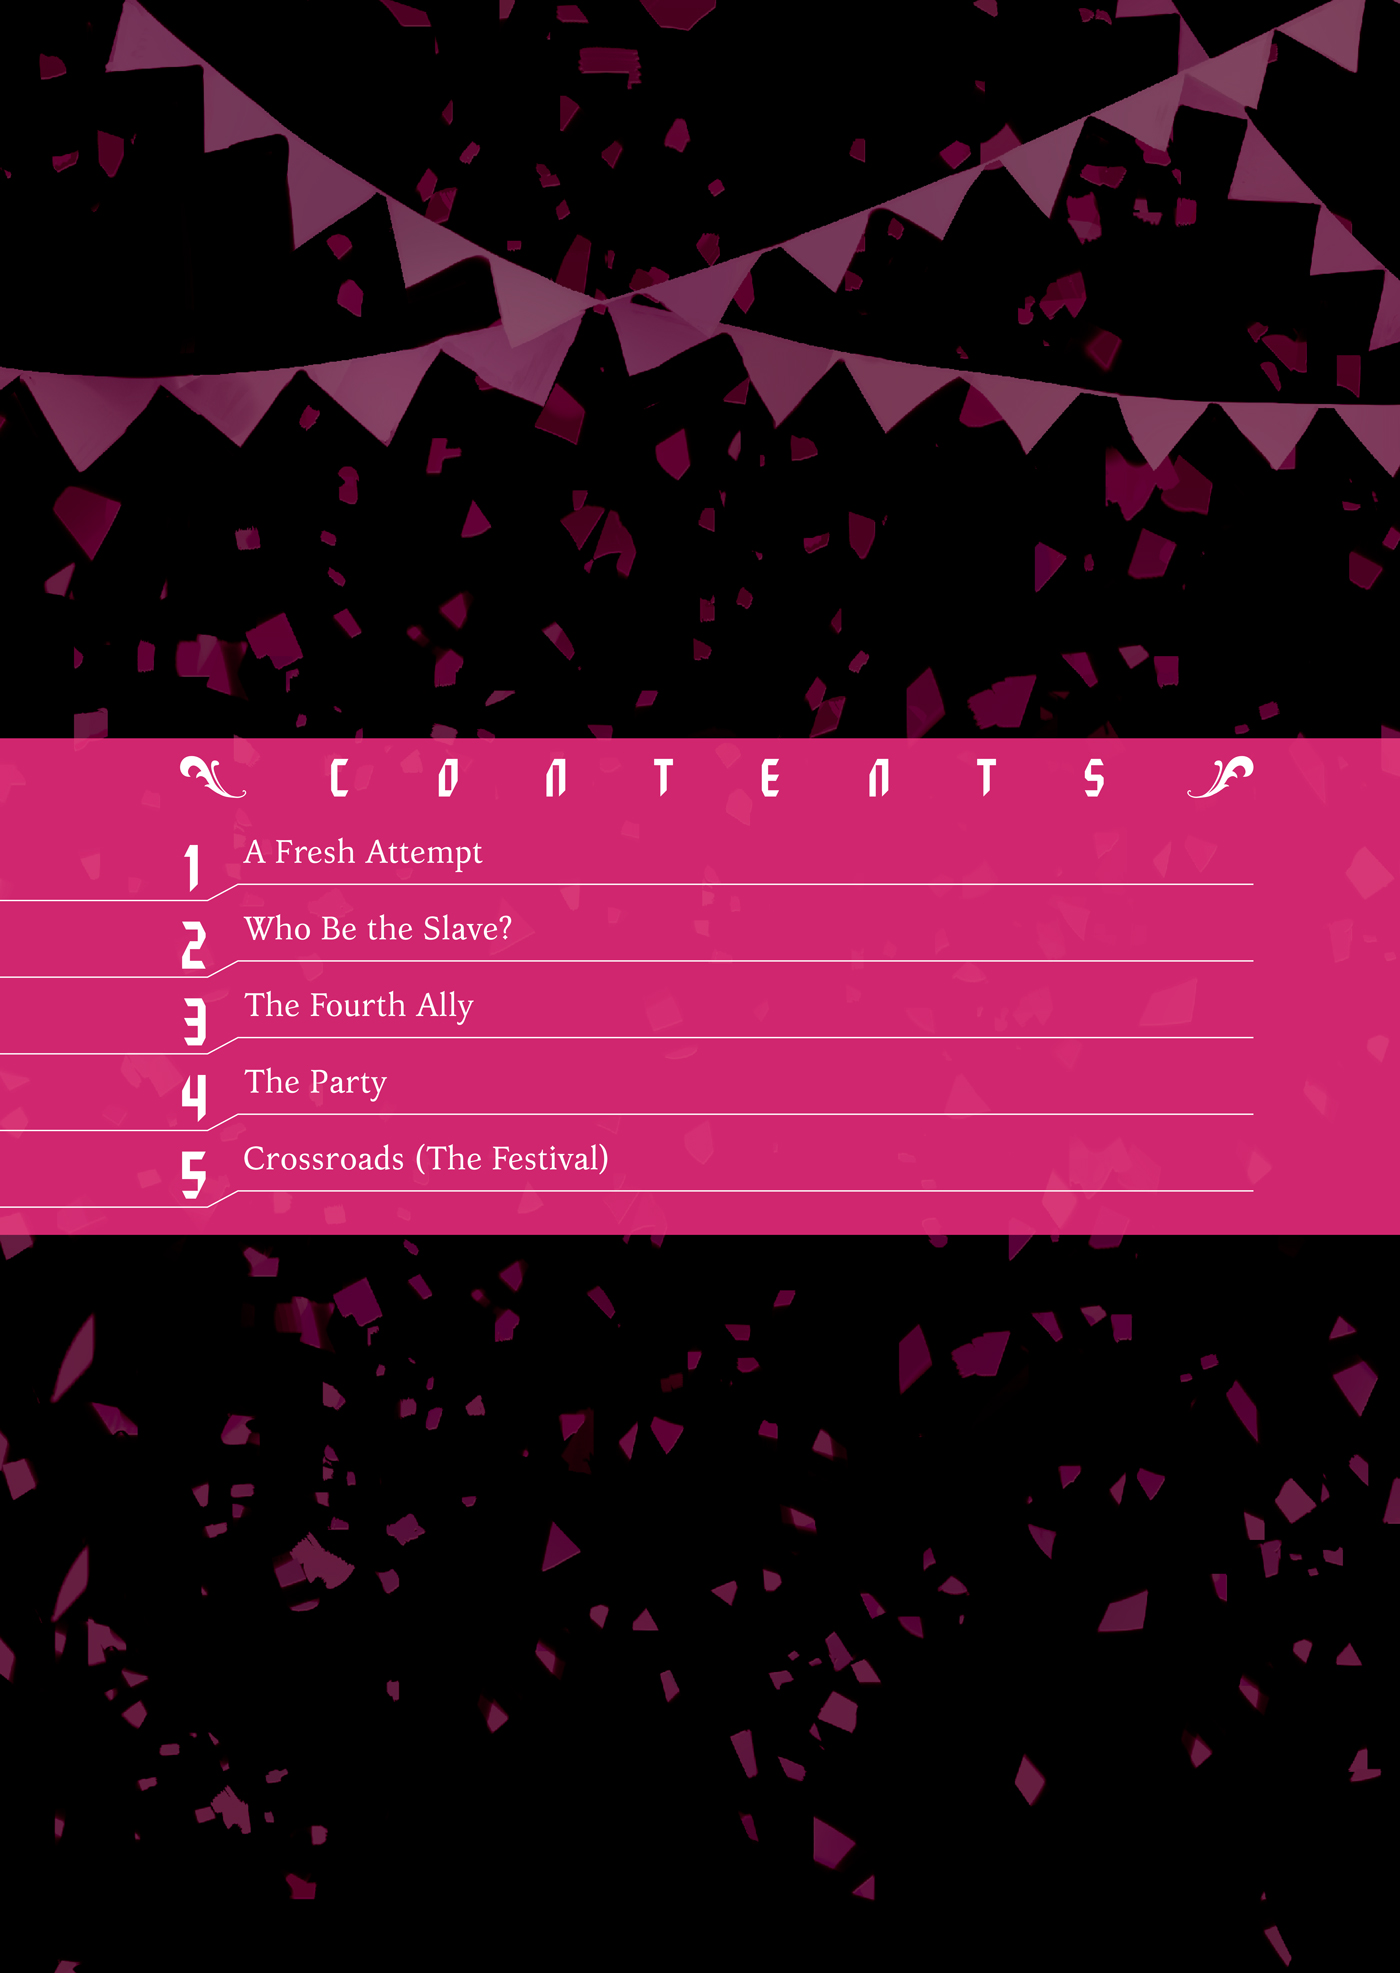 CONTENTS
1 A Fresh Attempt
2 Who Be the Slave?
3 The Fourth Ally
4 The Party
5 Crossroads (The Festival)